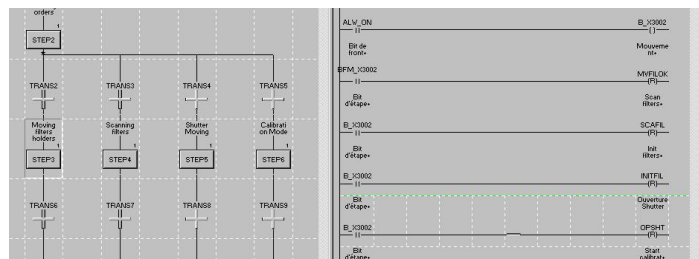 orders
1
STEP2
TRANS2 TRANS3 TRANS4 TRANS5
1
Moving filters holders
Scanning filters
Shutter Moving
Calibrati on Mode
1 1 1 1
STEP3 STEP4 STEP5 STEP6
TRANS6 TRANS7 TRANS8 TRANS9
ALW_ON B_X3002
( )
Bit de front+
Mouveme nt+
BFM_X3002 MVFILOK
(R)
Bit d'étape+
Scan filters+
B_X3002 SCAFIL
(R)
Bit d'étape+
Init filters+
B_X3002 INITFIL
(R)
Bit d'étape+
Ouverture Shutter
B_X3002 OPSHT
(R)
Bit d'étape+
Start calibrat+